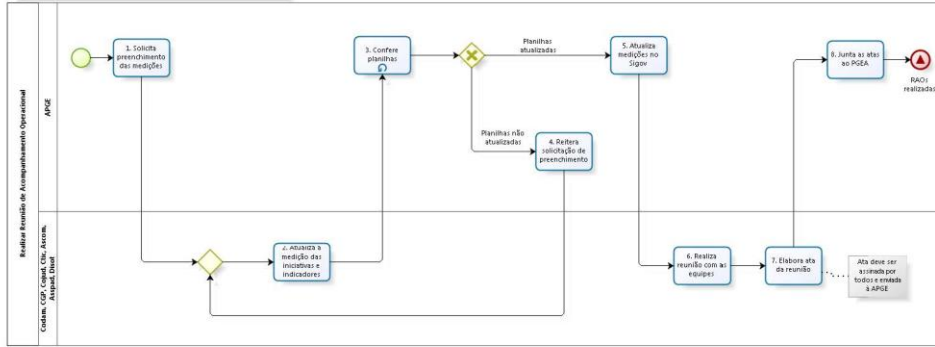 Realizar Reunião de Acompanhamento Operacional
APGE
1. Solicita
preenchimento
das medições
3. Confere
planilhas
Planilhas
atualizadas
5. Atualiza
medições no
Sigov
8. Junta as atas
ao PGEA
RAOs
realizadas
Planilhas não
atualizadas
4. Reitera
solicitação de
preenchimento
Codam, CGP, Cojud, Clic, Ascom,
Asspad, Disot
2. Atualiza a
medição das
iniciativas e
indicadores
6. Realiza
reunião com as
equipes
7. Elabora ata
da reunião
Ata deve ser
assinada por
todos e enviada
à APGE